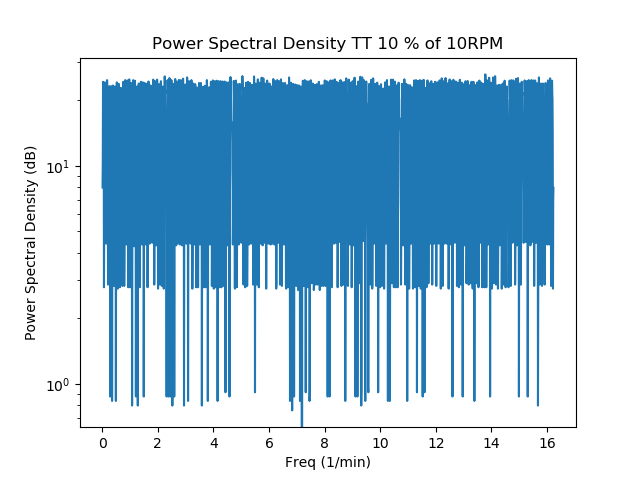 Power Spectral Density TT 10 % of 10RPM
Power Spectral Density (dB)
10^1
10^0
0 2 4 6 8 10 12 14 16
Freq (1/min)